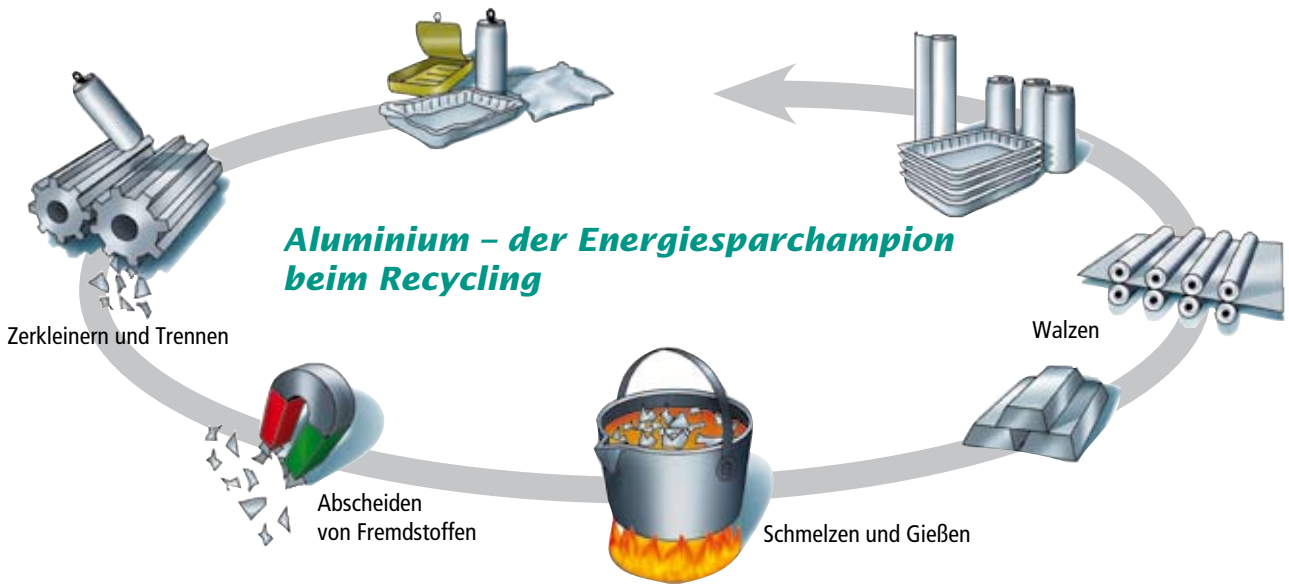 Aluminium – der Energiesparchampion
beim Recycling
Zerkleinern und Trennen
Abscheiden
von Fremdstoffen
Schmelzen und Gießen
Walzen